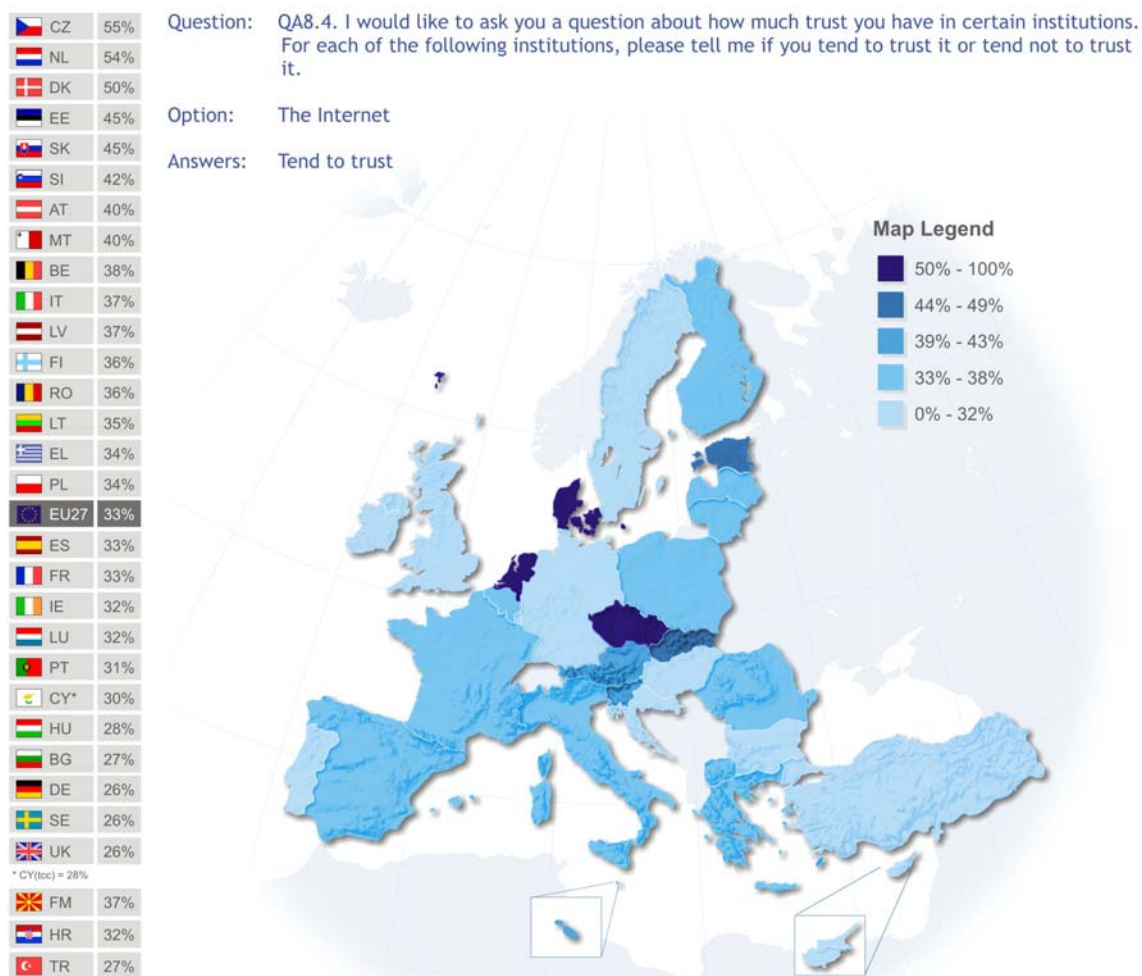 CZ 55%
NL 54%
DK 50%
EE 45%
SK 45%
SI 42%
AT 40%
MT 40%
BE 38%
IT 37%
LV 37%
FI 36%
RO 36%
LT 35%
EL 34%
PL 34%
EU27 33%
ES 33%
FR 33%
IE 32%
LU 32%
PT 31%
CY* 30%
HU 28%
BG 27%
DE 26%
SE 26%
UK 26%
* CY(tcc) = 28%
FM 37%
HR 32%
TR 27%
Question: QA8.4. I would like to ask you a question about how much trust you have in certain institutions.
For each of the following institutions, please tell me if you tend to trust it or tend not to trust
it.
Option: The Internet
Answers: Tend to trust
Map Legend
50% - 100%
44% - 49%
39% - 43%
33% - 38%
0% - 32%